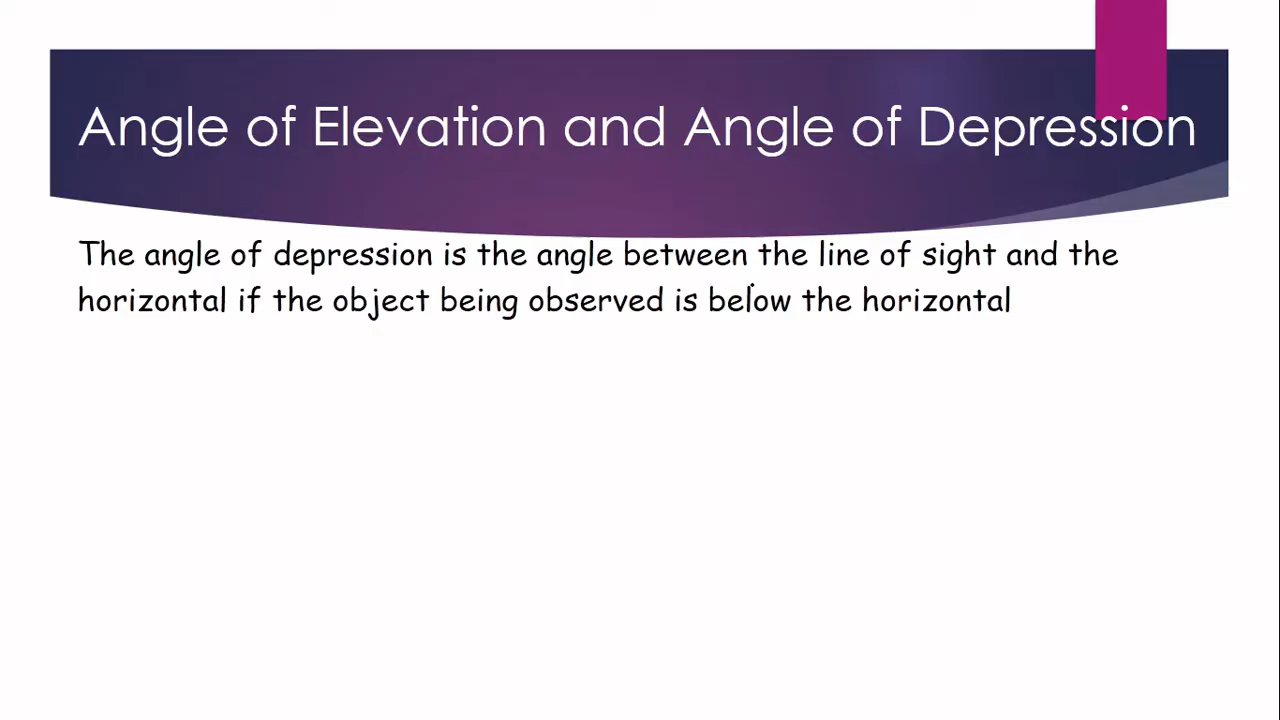 Angle of Elevation and Angle of Depression
The angle of depression is the angle between the line of sight and the
horizontal if the object being observed is below the horizontal